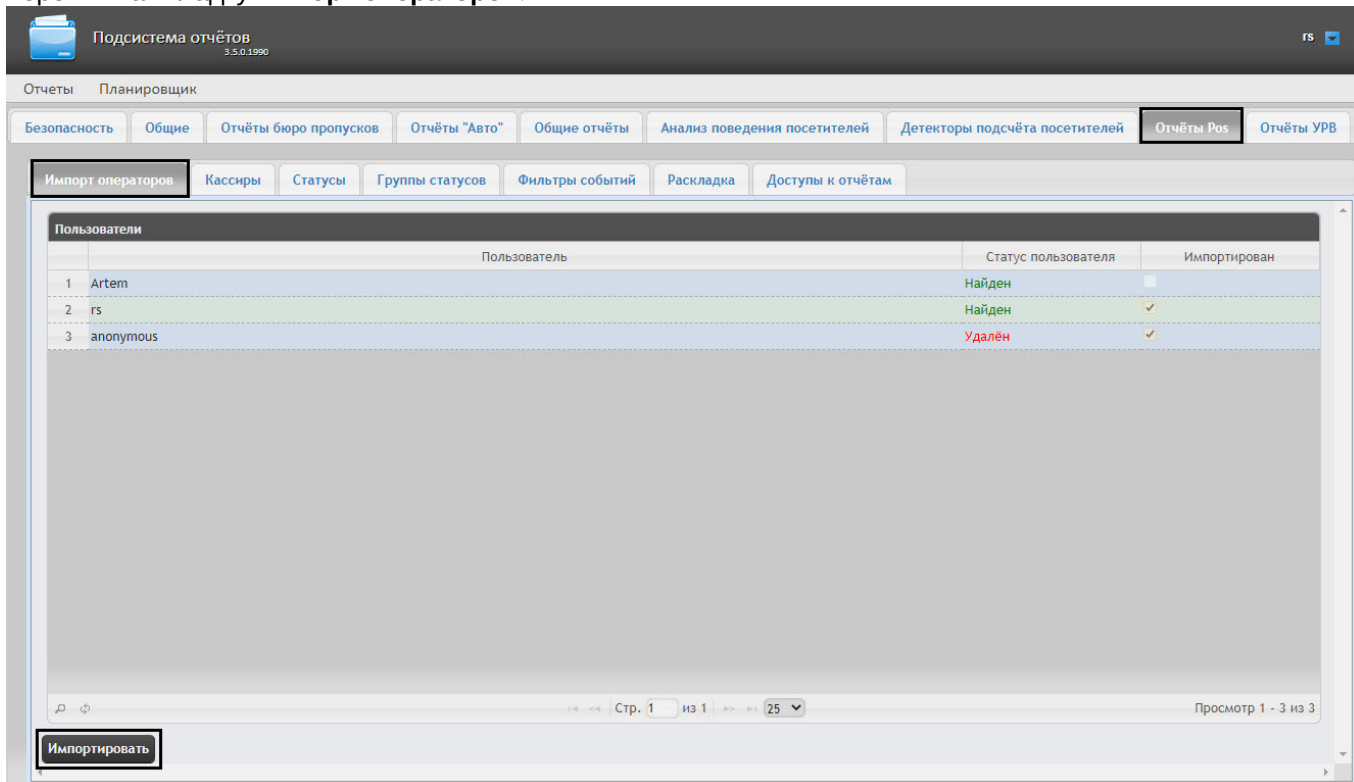 Подсистема отчётов
3.5.0.1990
rs
Отчеты Планировщик
Безопасность Общие Отчёты бюро пропусков Отчёты "Авто" Общие отчёты Анализ поведения посетителей Детекторы подсчёта посетителей Отчёты Pos Отчёты УРВ
Импорт операторов Кассиры Статусы Группы статусов Фильтры событий Раскладка Доступы к отчётам
Пользователи
Пользователь Статус пользователя Импортирован
1 Artem Найден
2 rs Найден
3 anonymous Удалён
Стр. 1 из 1 25 Просмотр 1 - 3 из 3
Импортировать